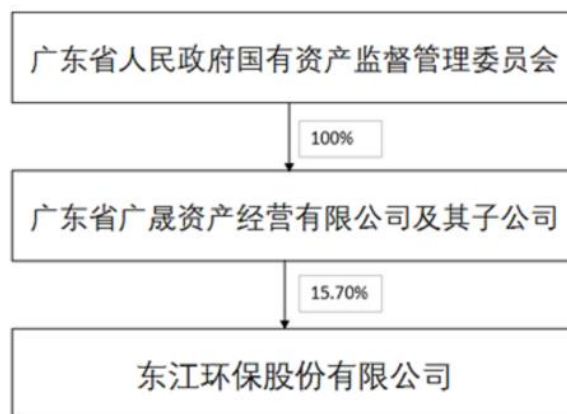 广东省人民政府国有资产监督管理委员会
100%
广东省广晟资产经营有限公司及其子公司
15.70%
东江环保股份有限公司